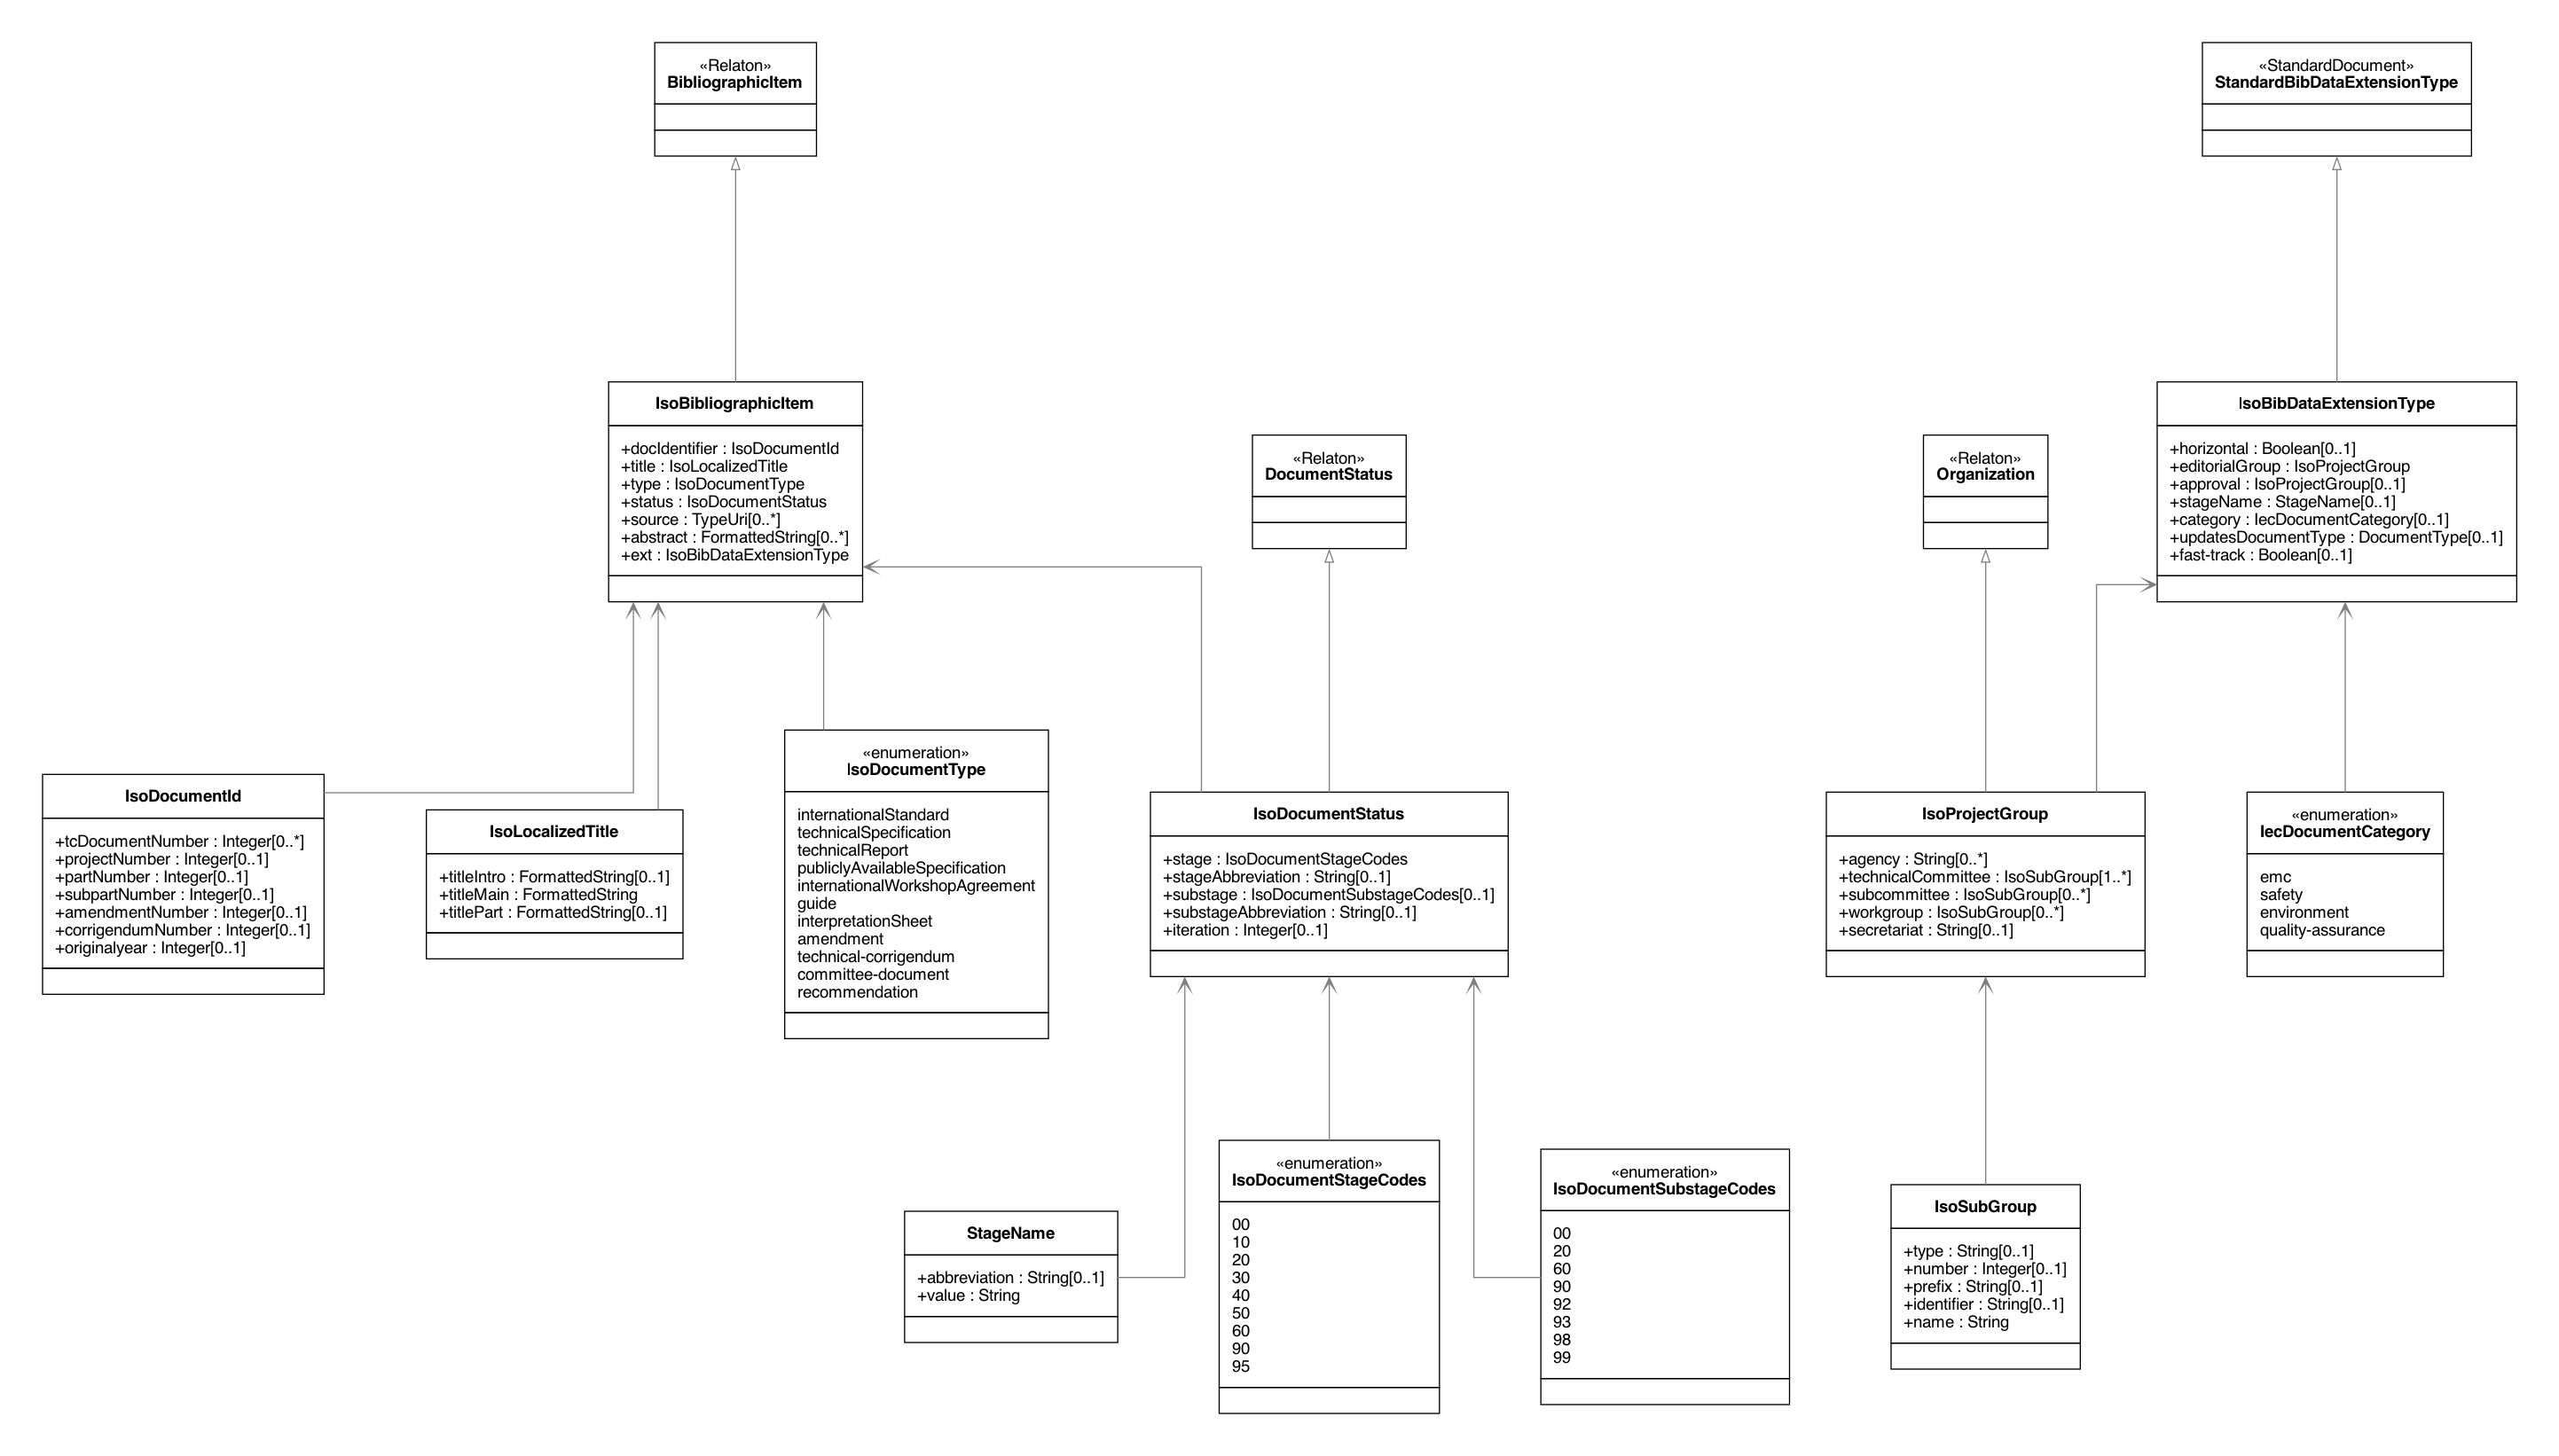 «Relaton»
BibliographicItem
«StandardDocument»
StandardBibDataExtensionType
IsoBibliographicItem
+docIdentifier : IsoDocumentId
+title : IsoLocalizedTitle
+type : IsoDocumentType
+status : IsoDocumentStatus
+source : TypeUri[0..*]
+abstract : FormattedString[0..*]
+ext : IsoBibDataExtensionType
«Relaton»
DocumentStatus
«Relaton»
Organization
IsoBibDataExtensionType
+horizontal : Boolean[0..1]
+editorialGroup : IsoProjectGroup
+approval : IsoProjectGroup[0..1]
+stageName : StageName[0..1]
+category : IecDocumentCategory[0..1]
+updatesDocumentType : DocumentType[0..1]
+fast-track : Boolean[0..1]
IsoDocumentId
+tcDocumentNumber : Integer[0..*]
+projectNumber : Integer[0..1]
+partNumber : Integer[0..1]
+subpartNumber : Integer[0..1]
+amendmentNumber : Integer[0..1]
+corrigendumNumber : Integer[0..1]
+originalyear : Integer[0..1]
IsoLocalizedTitle
+titleIntro : FormattedString[0..1]
+titleMain : FormattedString
+titlePart : FormattedString[0..1]
«enumeration»
IsoDocumentType
internationalStandard
technicalSpecification
technicalReport
publiclyAvailableSpecification
internationalWorkshopAgreement
guide
interpretationSheet
amendment
technical-corrigendum
committee-document
recommendation
IsoDocumentStatus
+stage : IsoDocumentStageCodes
+stageAbbreviation : String[0..1]
+substage : IsoDocumentSubstageCodes[0..1]
+substageAbbreviation : String[0..1]
+iteration : Integer[0..1]
IsoProjectGroup
+agency : String[0..*]
+technicalCommittee : IsoSubGroup[1..*]
+subcommittee : IsoSubGroup[0..*]
+workgroup : IsoSubGroup[0..*]
+secretariat : String[0..1]
«enumeration»
IecDocumentCategory
emc
safety
environment
quality-assurance
StageName
+abbreviation : String[0..1]
+value : String
«enumeration»
IsoDocumentStageCodes
00
10
20
30
40
50
60
90
95
«enumeration»
IsoDocumentSubstageCodes
00
20
60
90
92
93
98
99
IsoSubGroup
+type : String[0..1]
+number : Integer[0..1]
+prefix : String[0..1]
+identifier : String[0..1]
+name : String